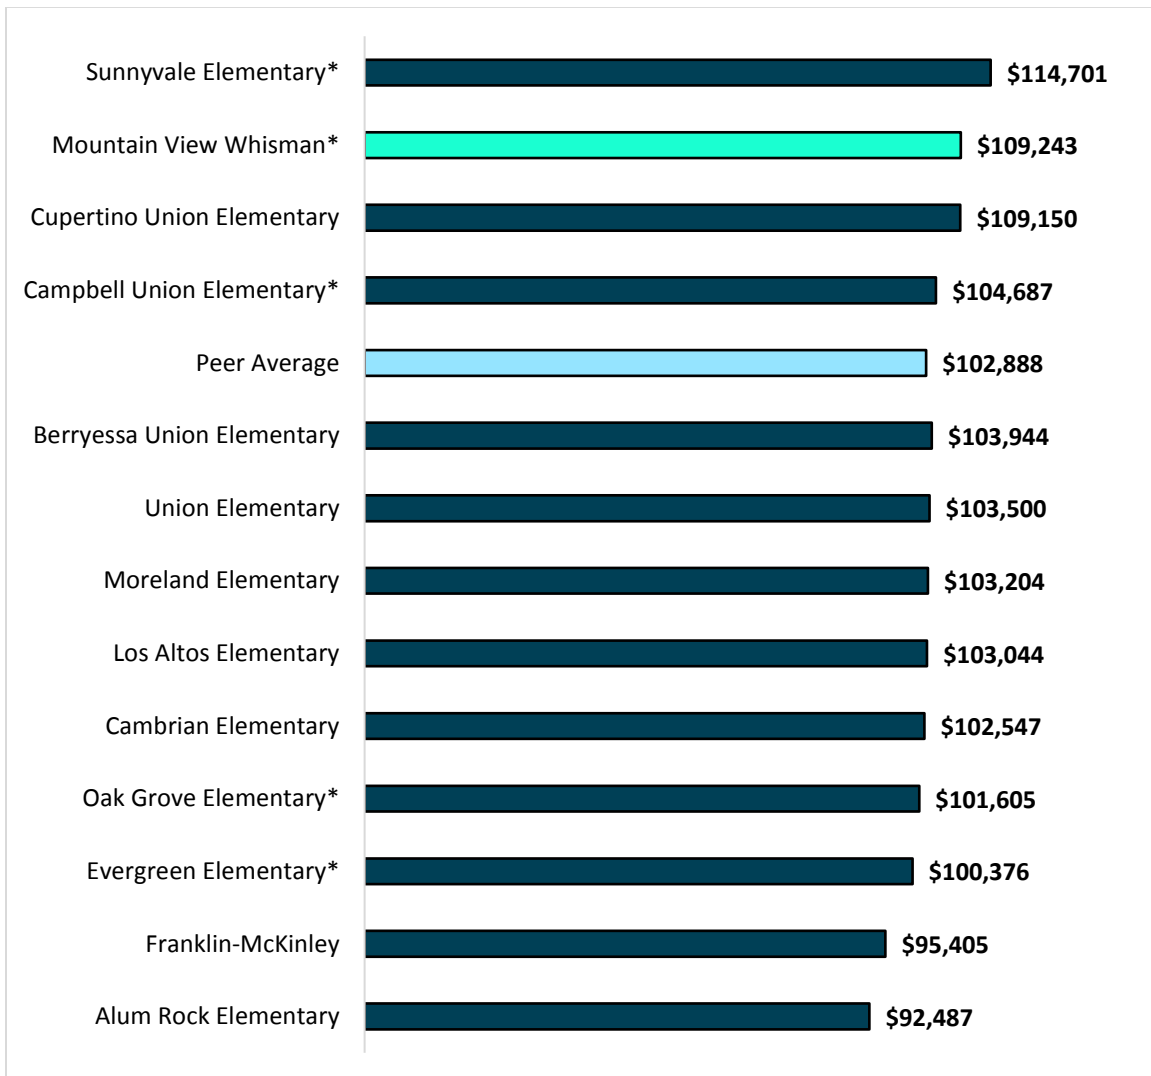 Sunnyvale Elementary* $114,701
Mountain View Whisman* $109,243
Cupertino Union Elementary $109,150
Campbell Union Elementary* $104,687
Peer Average $102,888
Berryessa Union Elementary $103,944
Union Elementary $103,500
Moreland Elementary $103,204
Los Altos Elementary $103,044
Cambrian Elementary $102,547
Oak Grove Elementary* $101,605
Evergreen Elementary* $100,376
Franklin-McKinley $95,405
Alum Rock Elementary $92,487